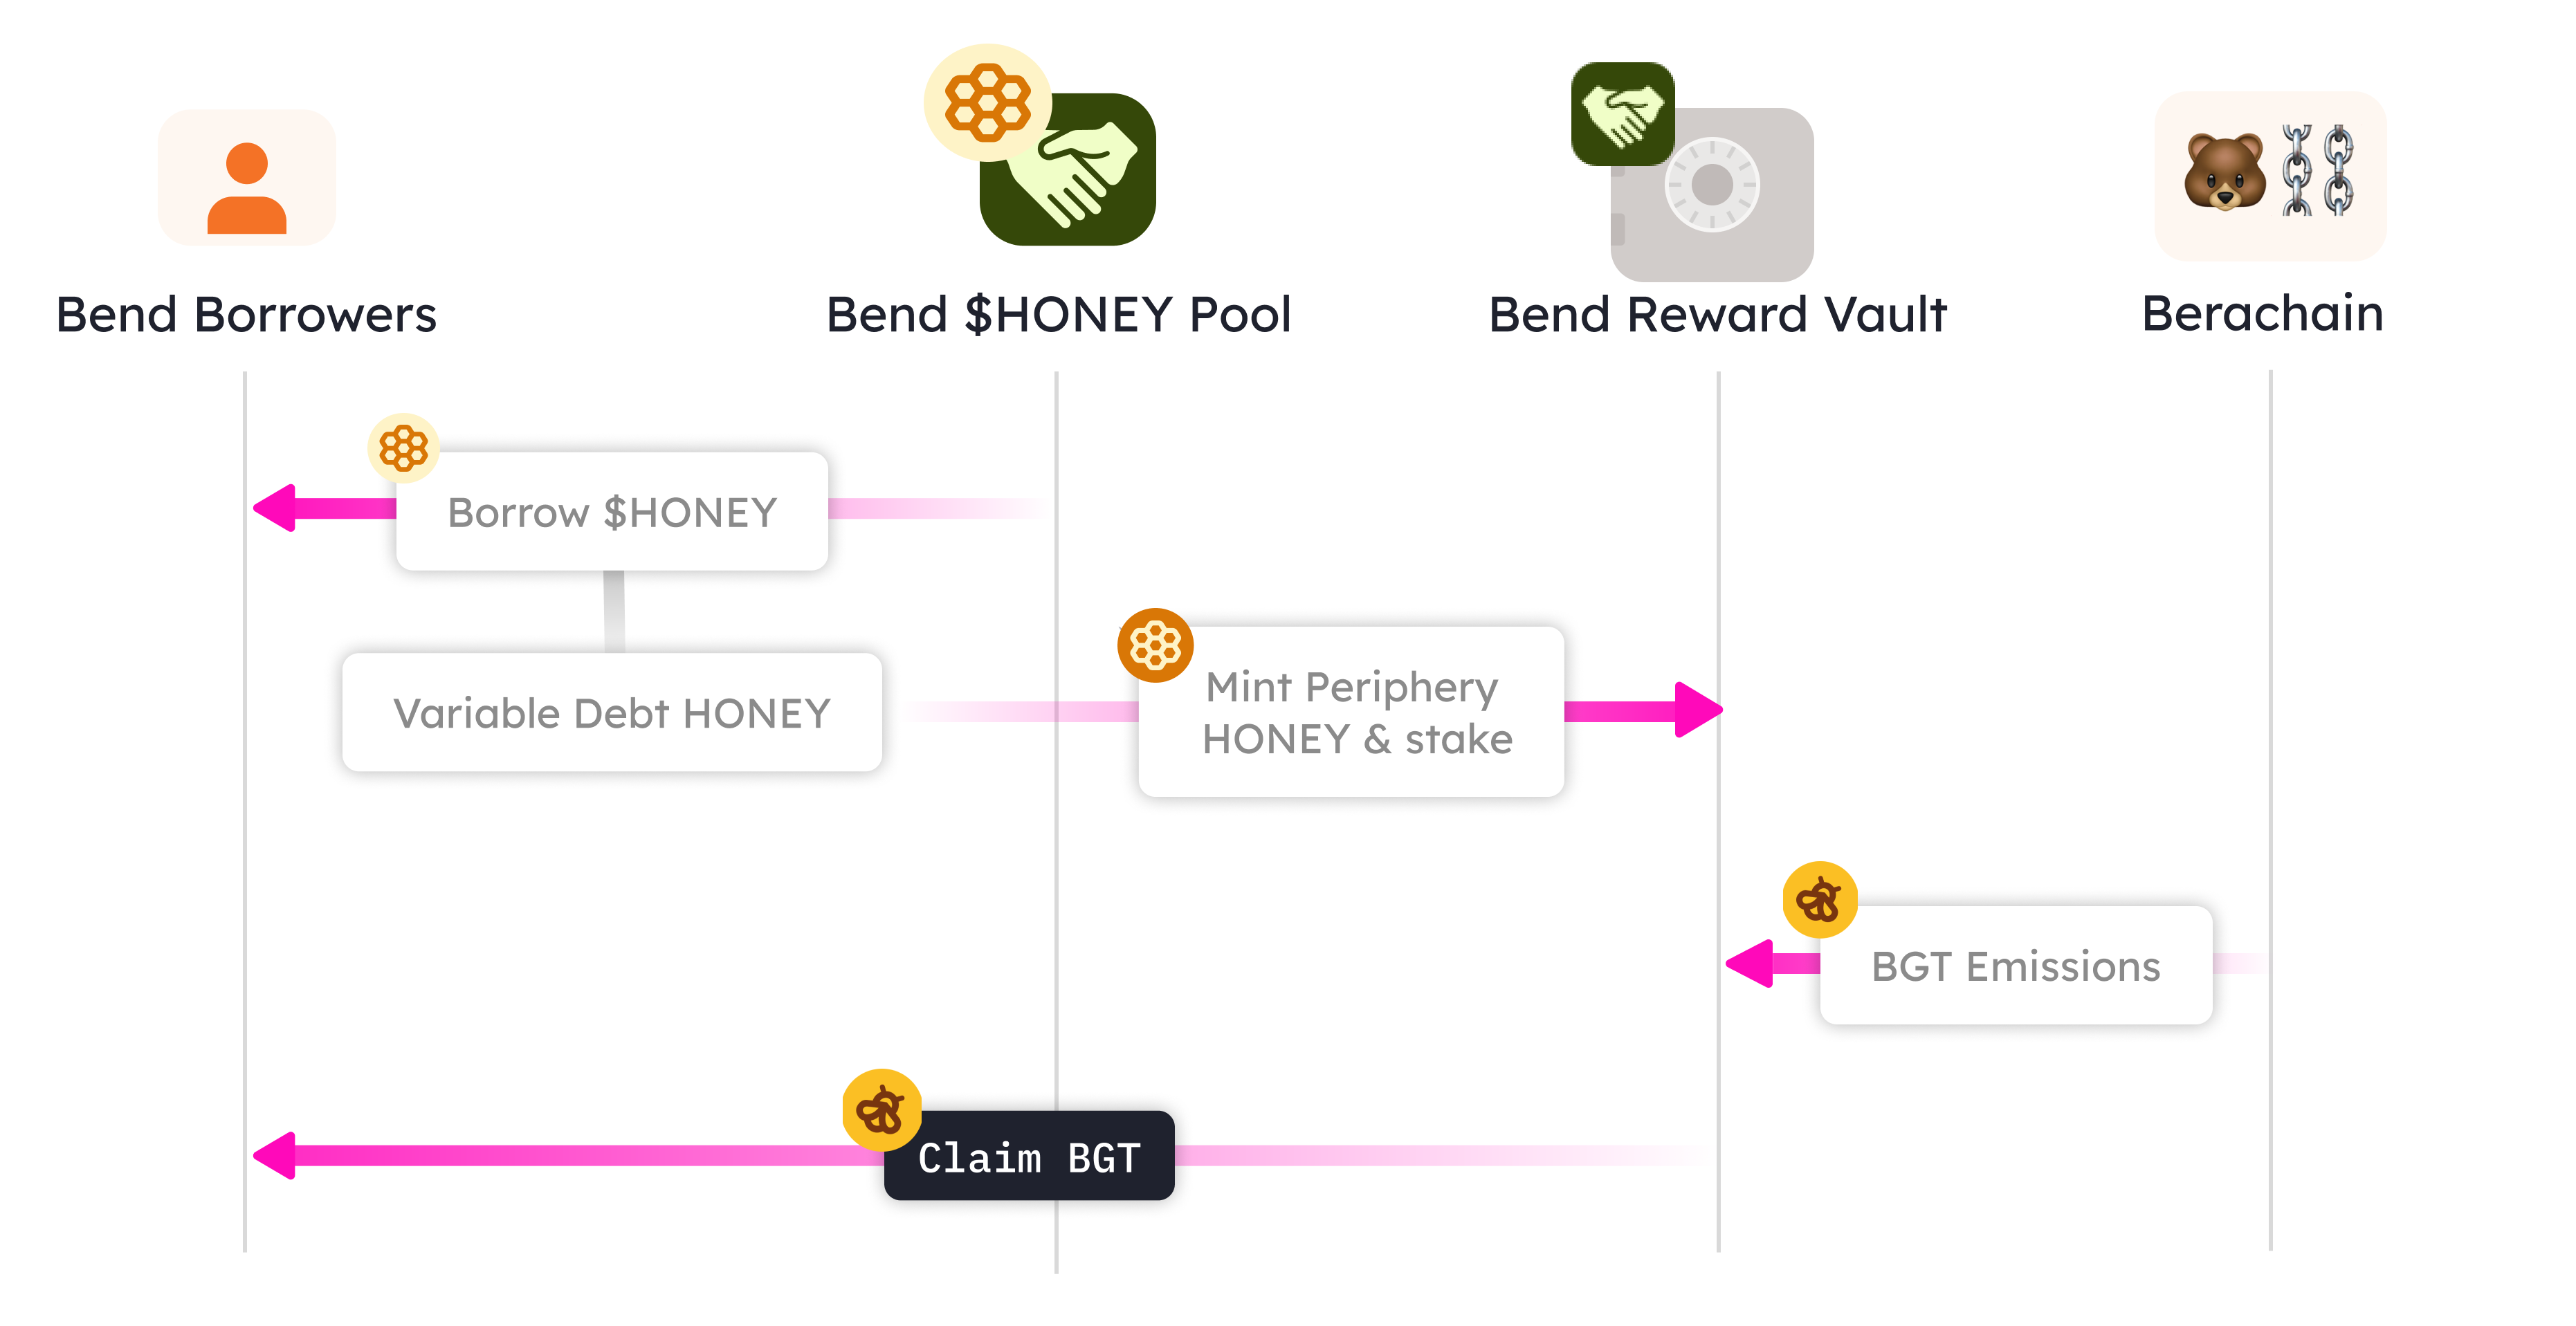 Bend Borrowers
Bend $HONEY Pool
Bend Reward Vault
Berachain
Borrow $HONEY
Variable Debt HONEY
Mint Periphery
HONEY & stake
BGT Emissions
Claim BGT